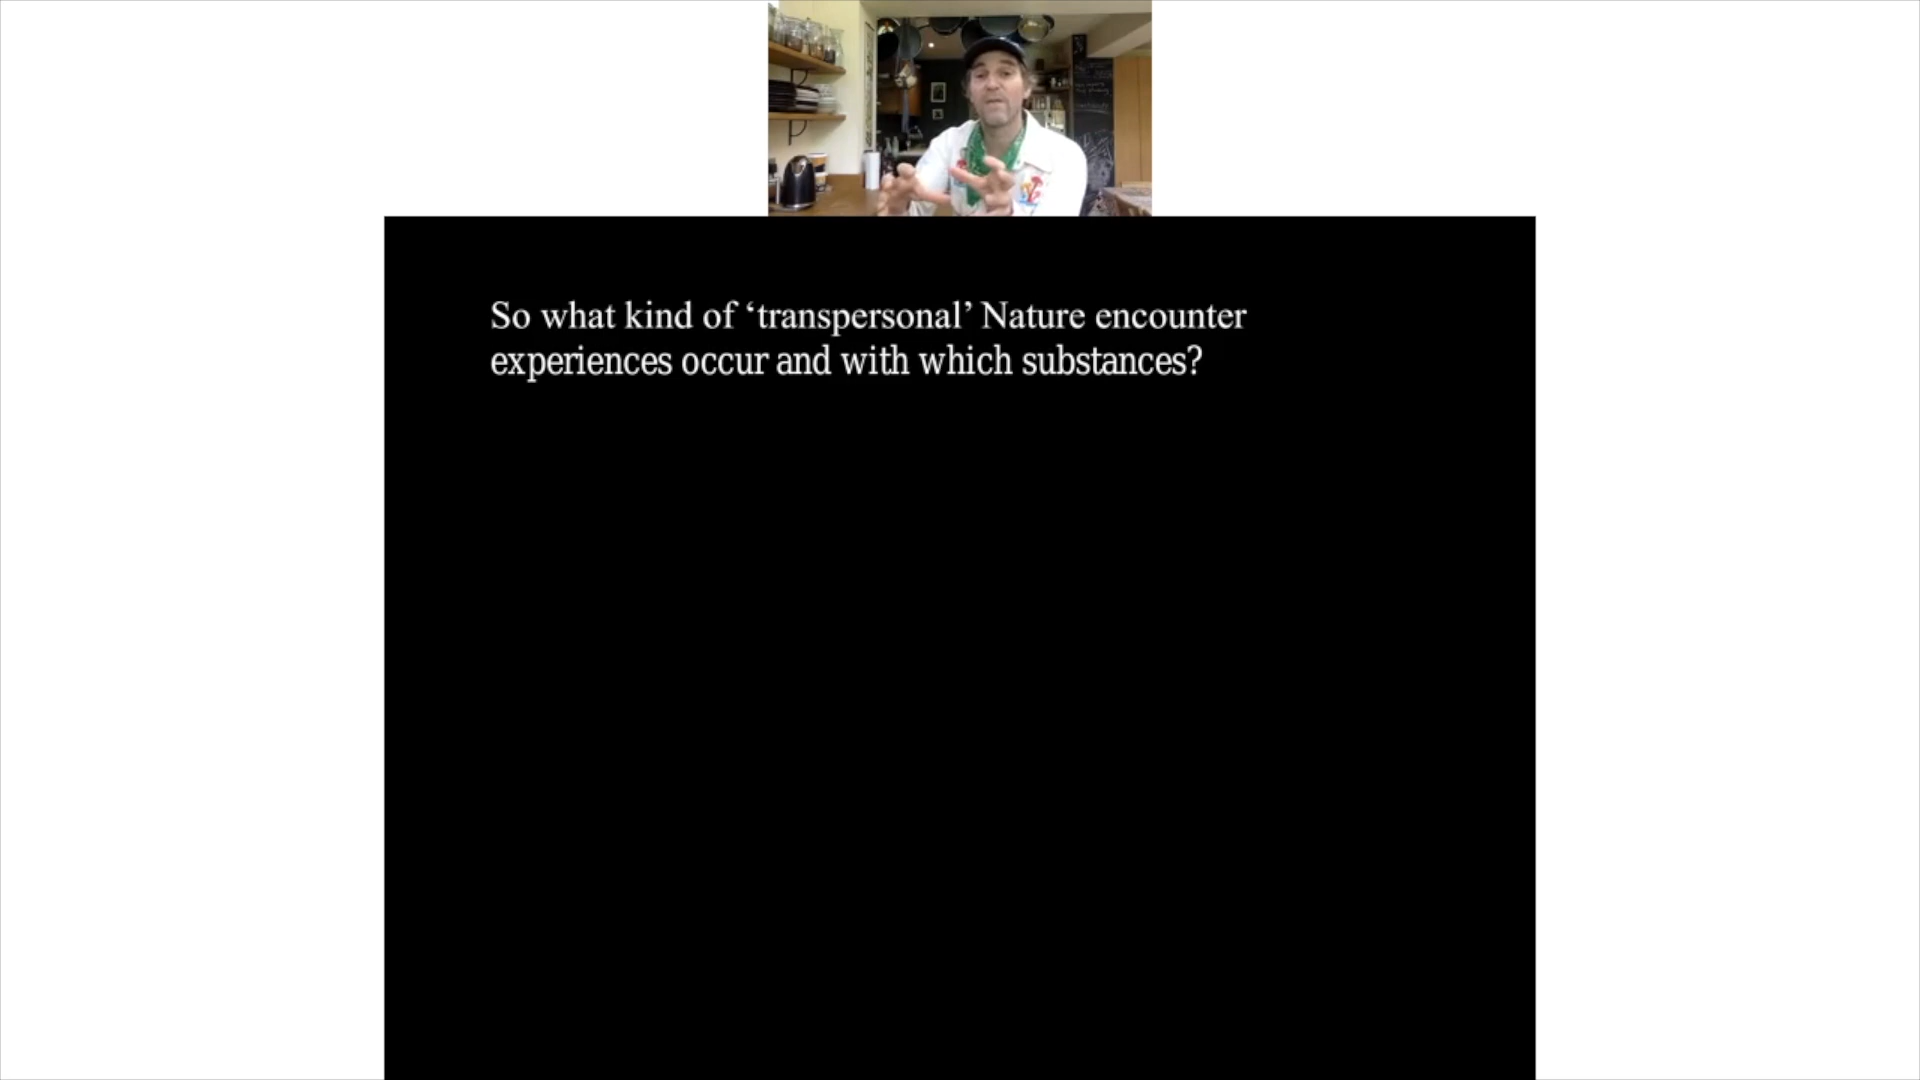 So what kind of ‘transpersonal’ Nature encounter
experiences occur and with which substances?